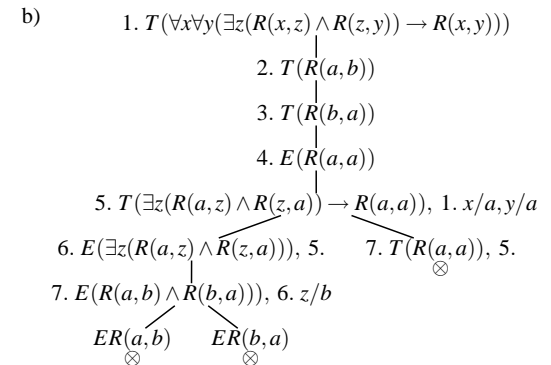 b) 1. T(∀x∀y(∃z(R(x,z) ∧ R(z,y)) → R(x,y)))
2. T(R(a,b))
3. T(R(b,a))
4. E(R(a,a))
5. T(∃z(R(a,z) ∧ R(z,a)) → R(a,a)), 1. x/a, y/a
6. E(∃z(R(a,z) ∧ R(z,a))), 5. 7. T(R(a,a)), 5.
⊗
7. E(R(a,b) ∧ R(b,a))), 6. z/b
ER(a,b) ER(b,a)
⊗ ⊗